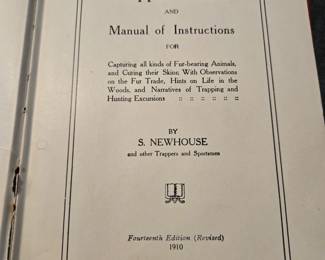 AND
Manual of Instructions
FOR
Capturing all kinds of Fur-bearing Animals,
and Curing their Skins, With Observations
on the Fur Trade, Hints on Life in the
Woods, and Narratives of Trapping and
Hunting Excursions :: :: :: :: :: ::
BY
S. NEWHOUSE
and other Trappers and Sportsmen
Fourteenth Edition (Revised)
1910